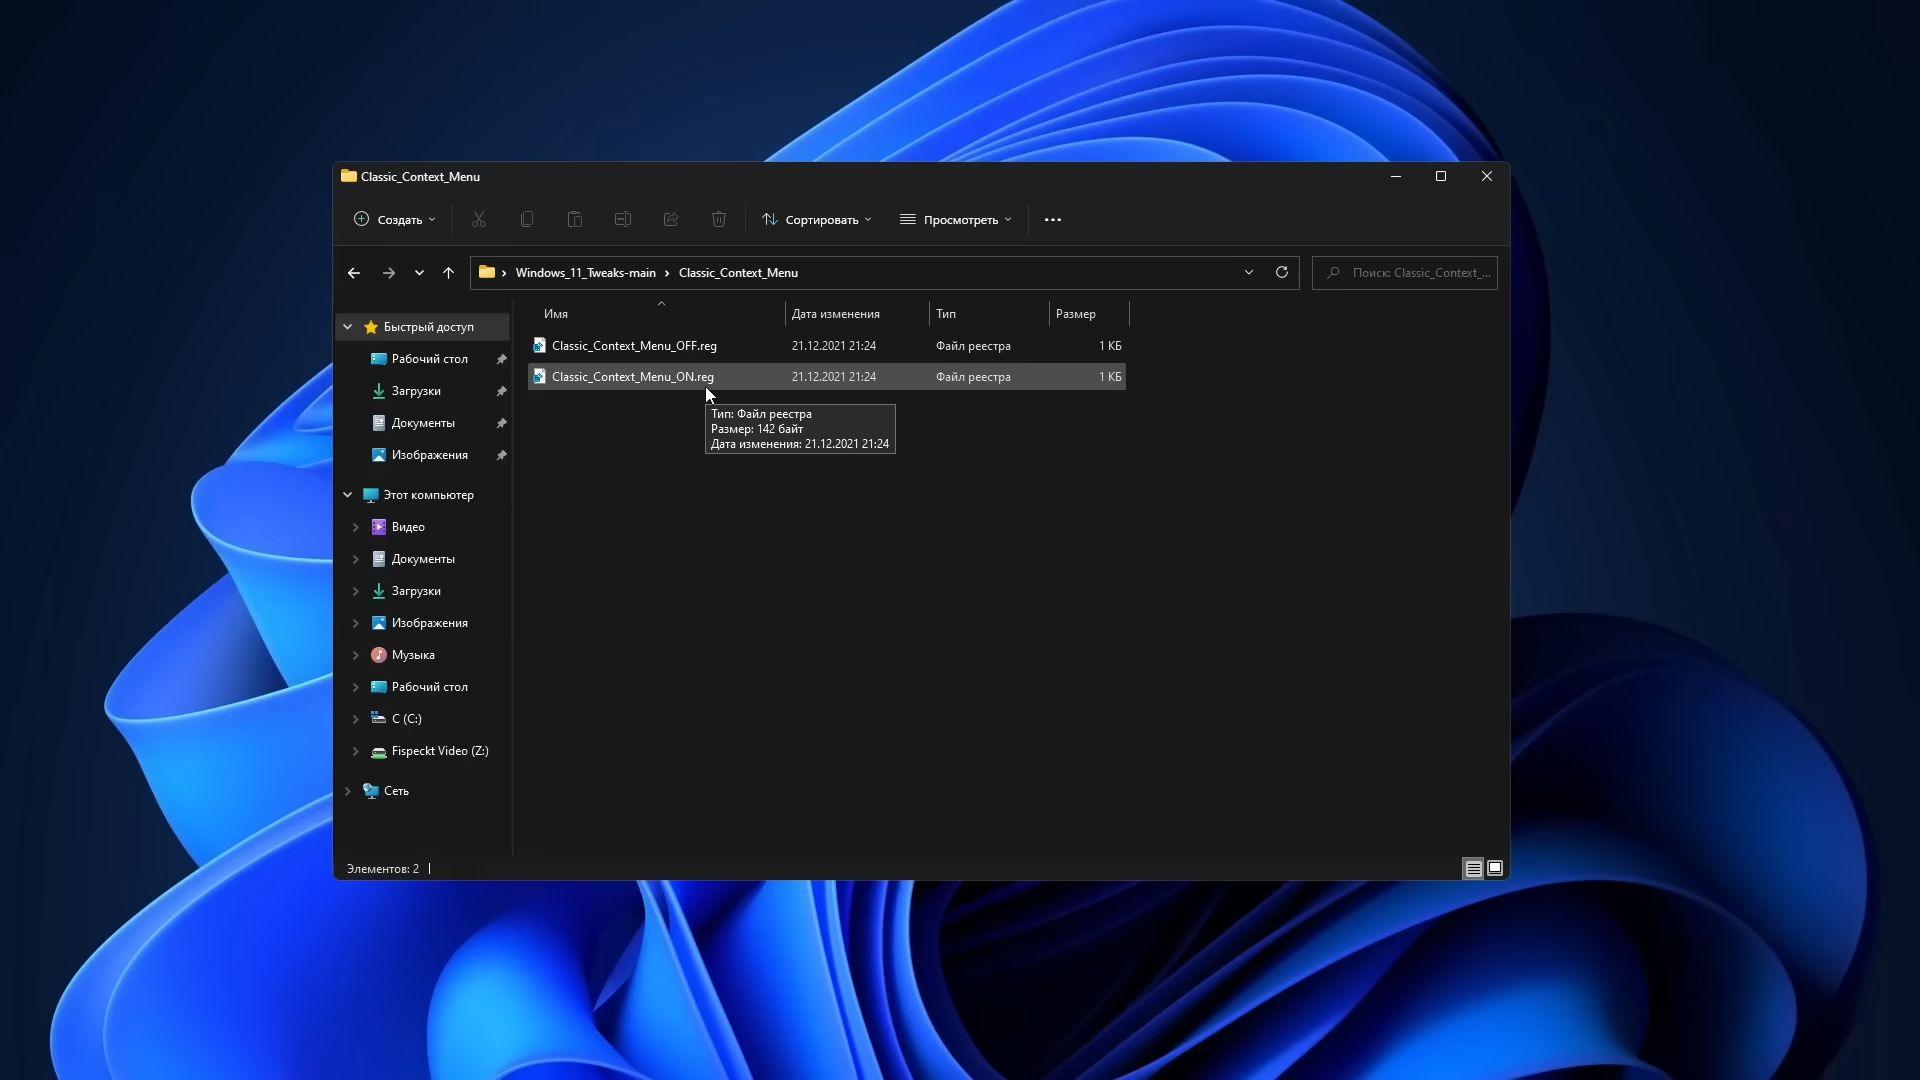 Classic_Context_Menu
Создать
Сортировать
Просмотреть
Windows_11_Tweaks-main > Classic_Context_Menu
Поиск: Classic_Context_...
Имя
Дата изменения
Тип
Размер
Classic_Context_Menu_OFF.reg 21.12.2021 21:24 Файл реестра 1 КБ
Classic_Context_Menu_ON.reg 21.12.2021 21:24 Файл реестра 1 КБ
Тип: Файл реестра
Размер: 142 байт
Дата изменения: 21.12.2021 21:24
Быстрый доступ
Рабочий стол
Загрузки
Документы
Изображения
Этот компьютер
Видео
Документы
Загрузки
Изображения
Музыка
Рабочий стол
C (C:)
Fispeckt Video (Z:)
Сеть
Элементов: 2